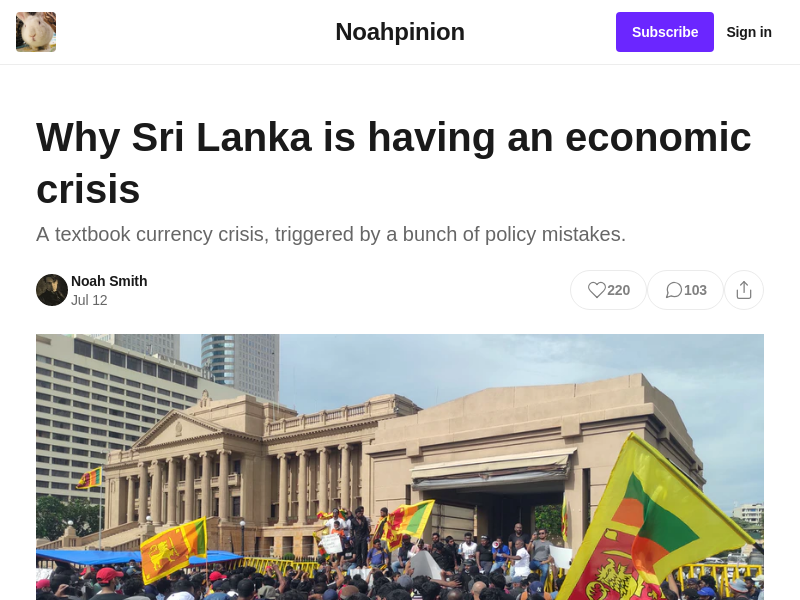 Noahpinion
Subscribe
Sign in
Why Sri Lanka is having an economic
crisis
A textbook currency crisis, triggered by a bunch of policy mistakes.
Noah Smith
Jul 12
220
103